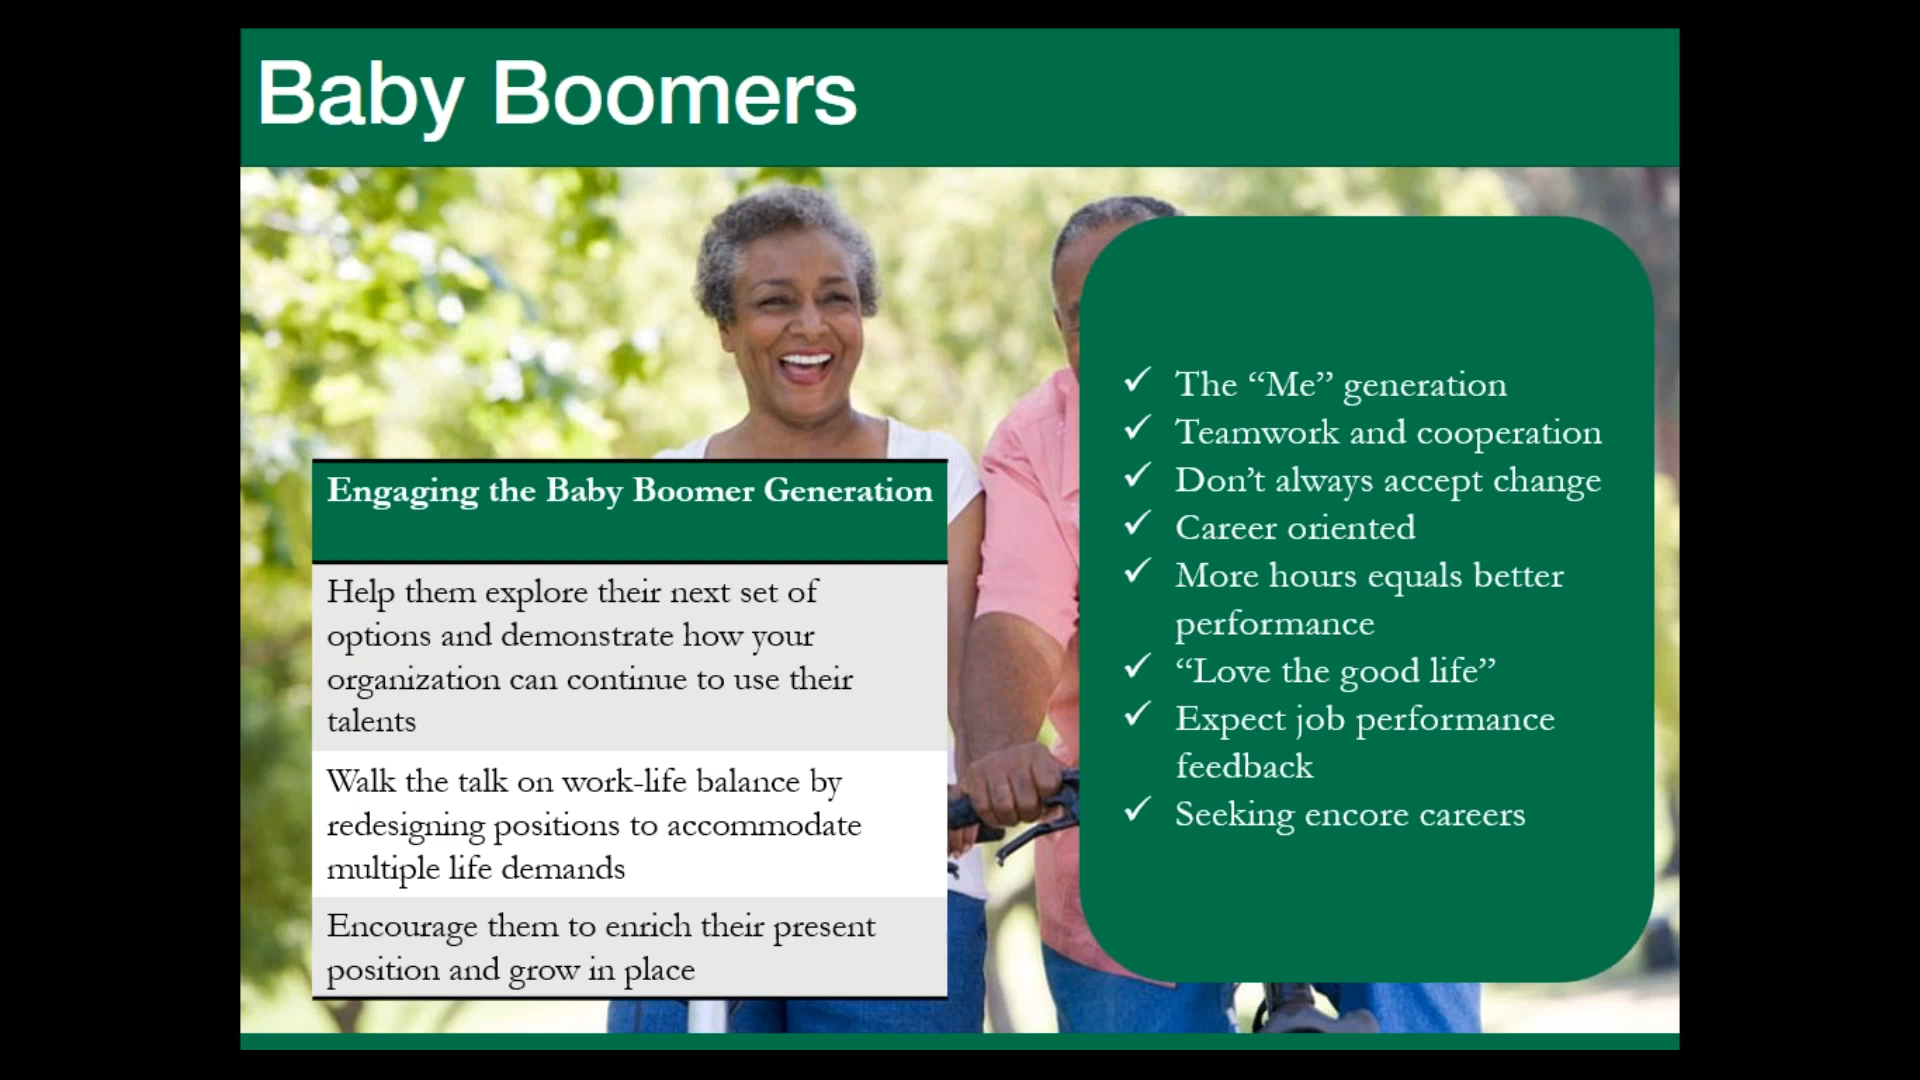 Baby Boomers
Engaging the Baby Boomer Generation
Help them explore their next set of
options and demonstrate how your
organization can continue to use their
talents
Walk the talk on work-life balance by
redesigning positions to accommodate
multiple life demands
Encourage them to enrich their present
position and grow in place
✓ The “Me” generation
✓ Teamwork and cooperation
✓ Don’t always accept change
✓ Career oriented
✓ More hours equals better
performance
✓ “Love the good life”
✓ Expect job performance
feedback
✓ Seeking encore careers